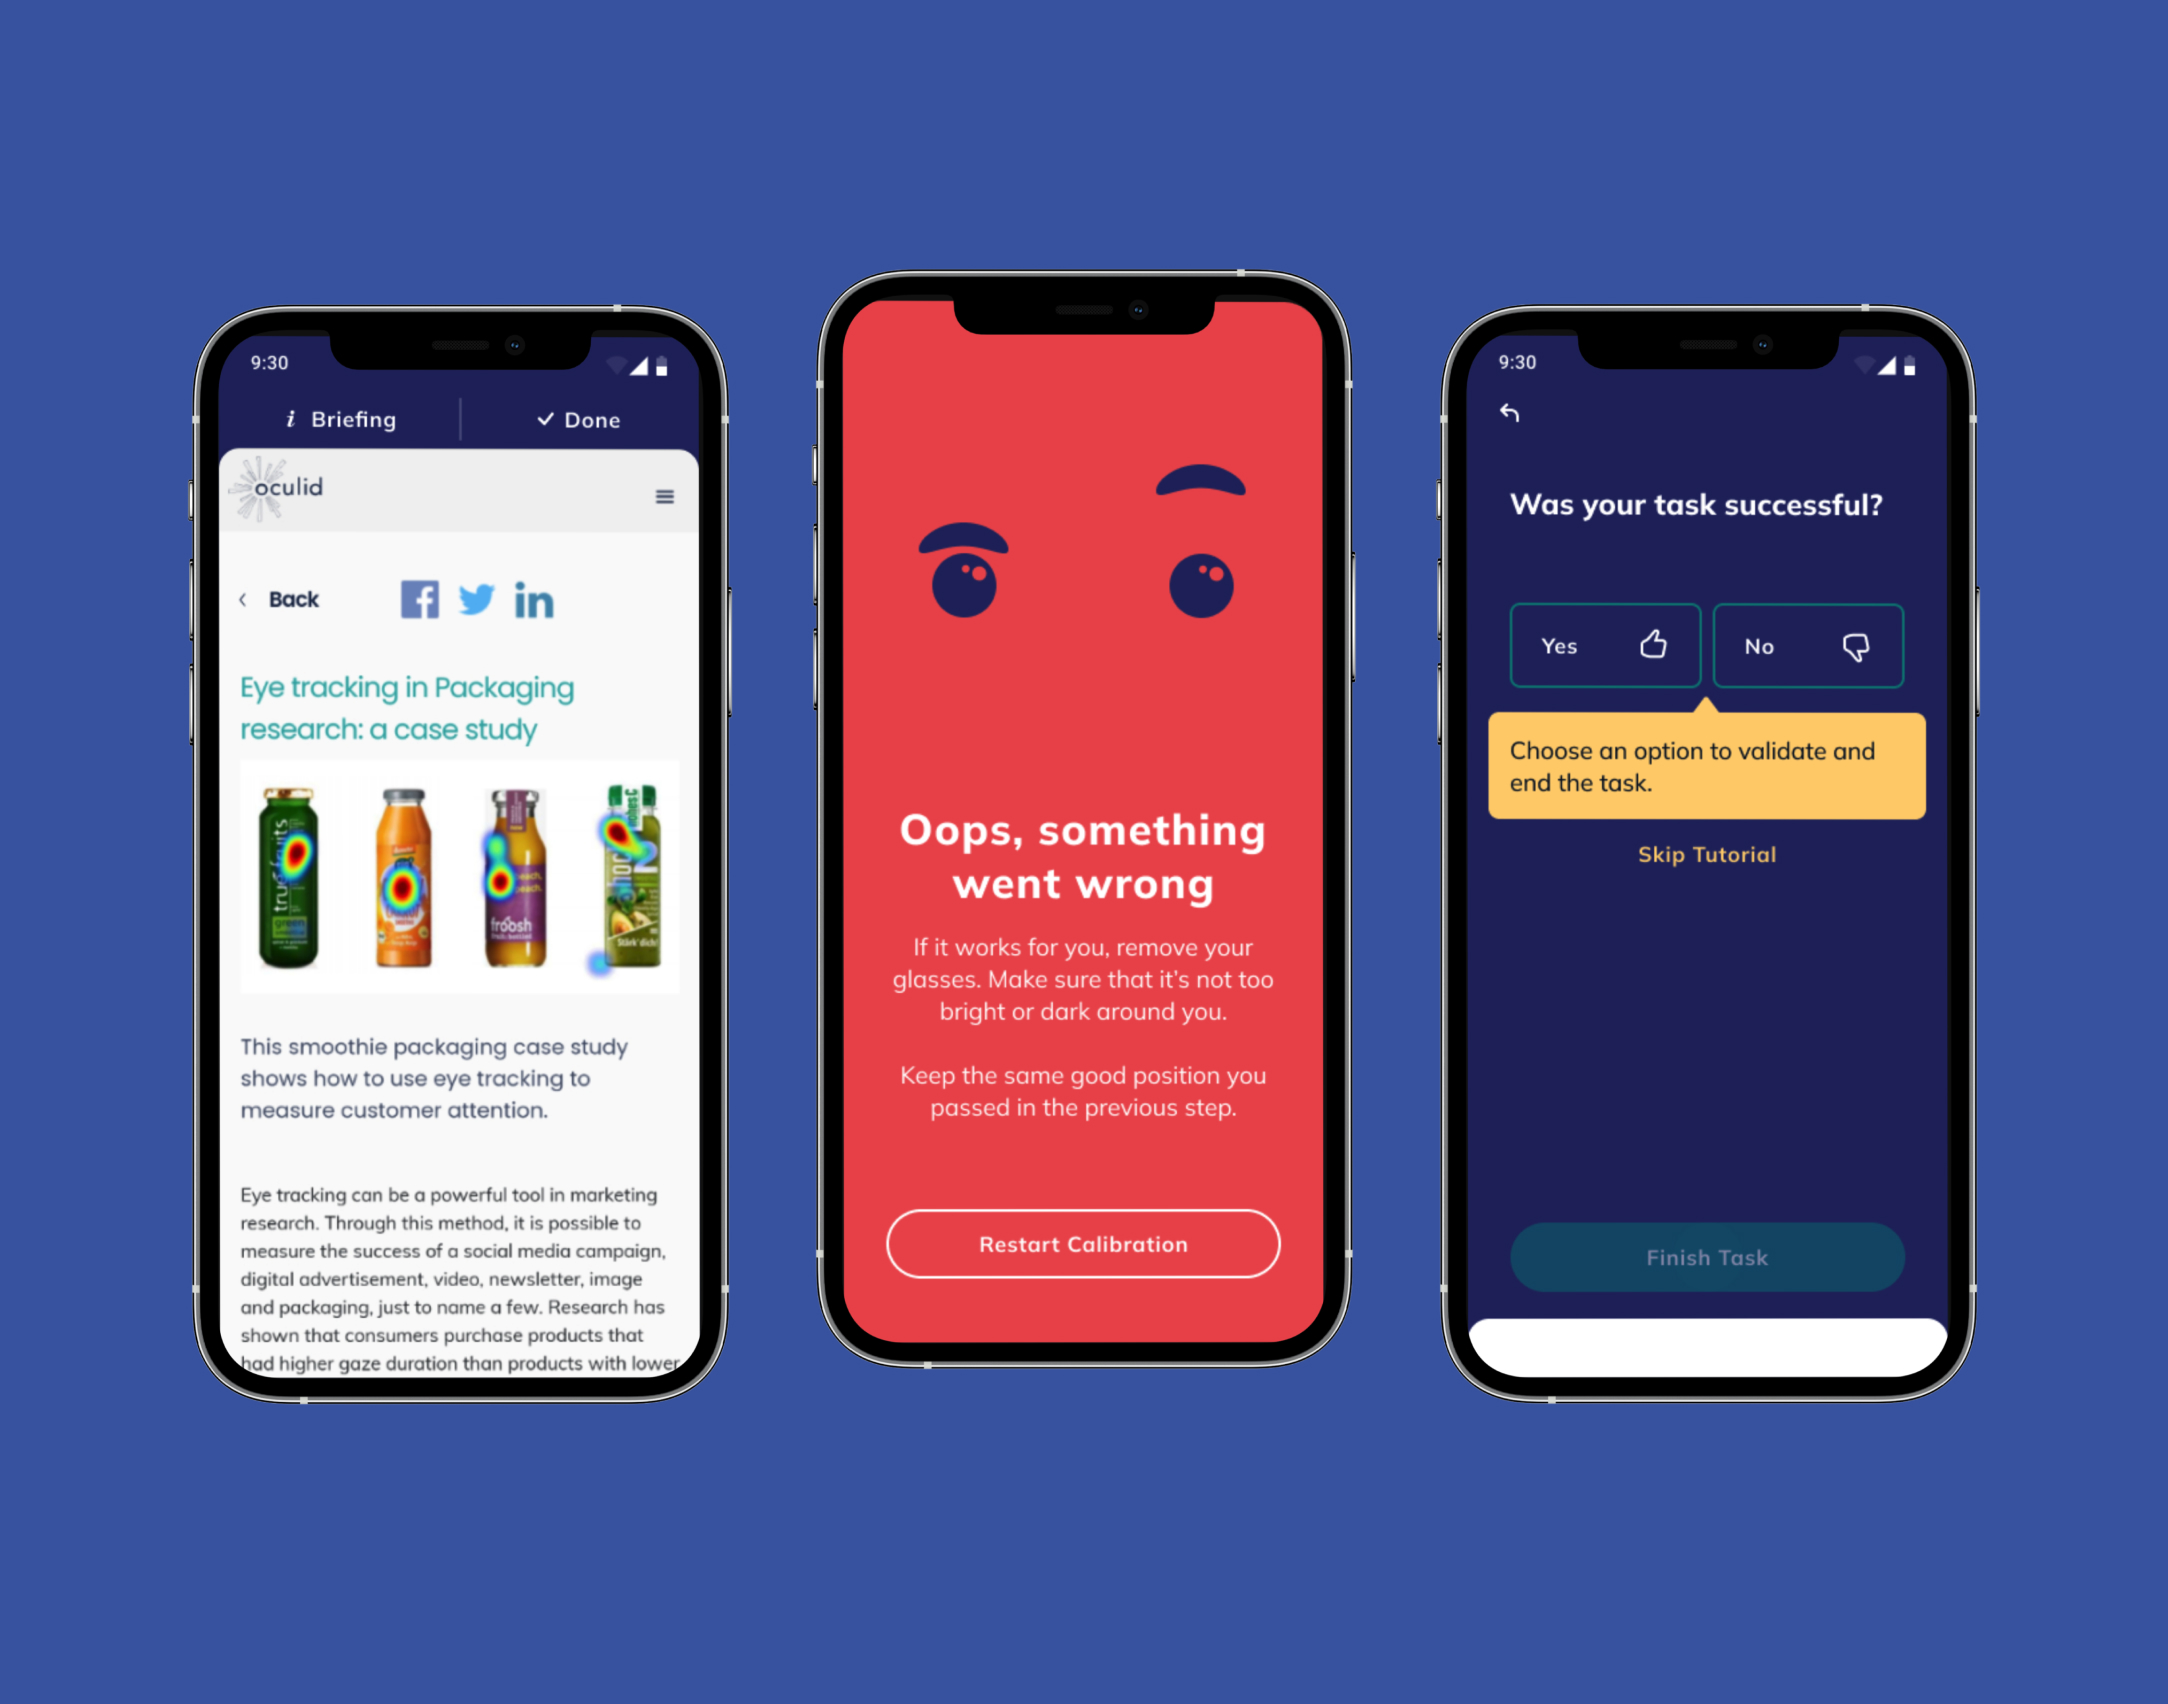 9:30
Briefing
Done
oculid
Back
Eye tracking in Packaging
research: a case study
truefruits
green
froosh
Stärk' dich!
This smoothie packaging case study
shows how to use eye tracking to
measure customer attention.
Eye tracking can be a powerful tool in marketing
research. Through this method, it is possible to
measure the success of a social media campaign,
digital advertisement, video, newsletter, image
and packaging, just to name a few. Research has
shown that consumers purchase products that
had higher gaze duration than products with lower
Oops, something
went wrong
If it works for you, remove your
glasses. Make sure that it's not too
bright or dark around you.
Keep the same good position you
passed in the previous step.
Restart Calibration
9:30
Was your task successful?
Yes
No
Choose an option to validate and
end the task.
Skip Tutorial
Finish Task